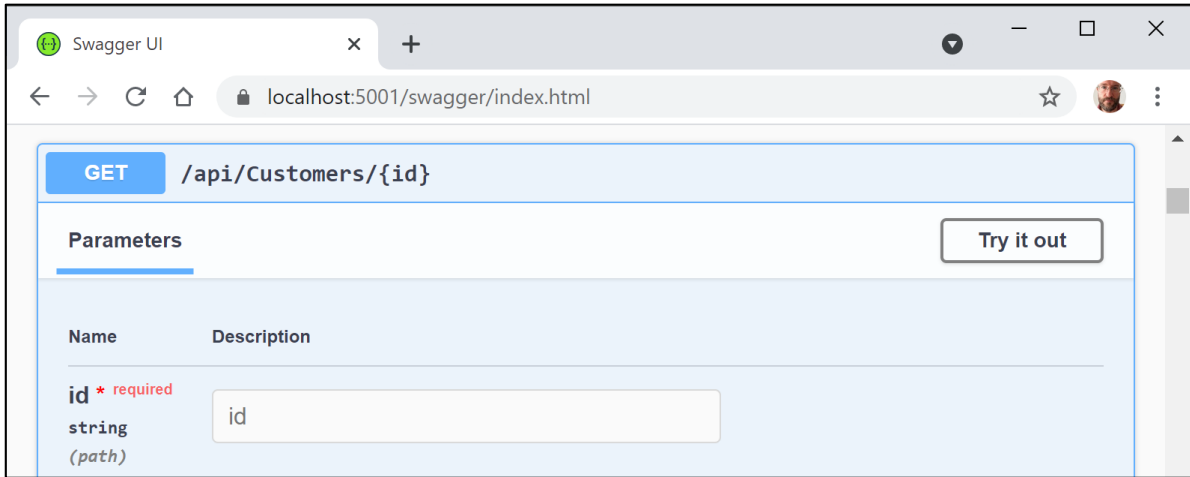 Swagger UI
localhost:5001/swagger/index.html
GET /api/Customers/{id}
Parameters Try it out
Name Description
id * required
string
(path)
id